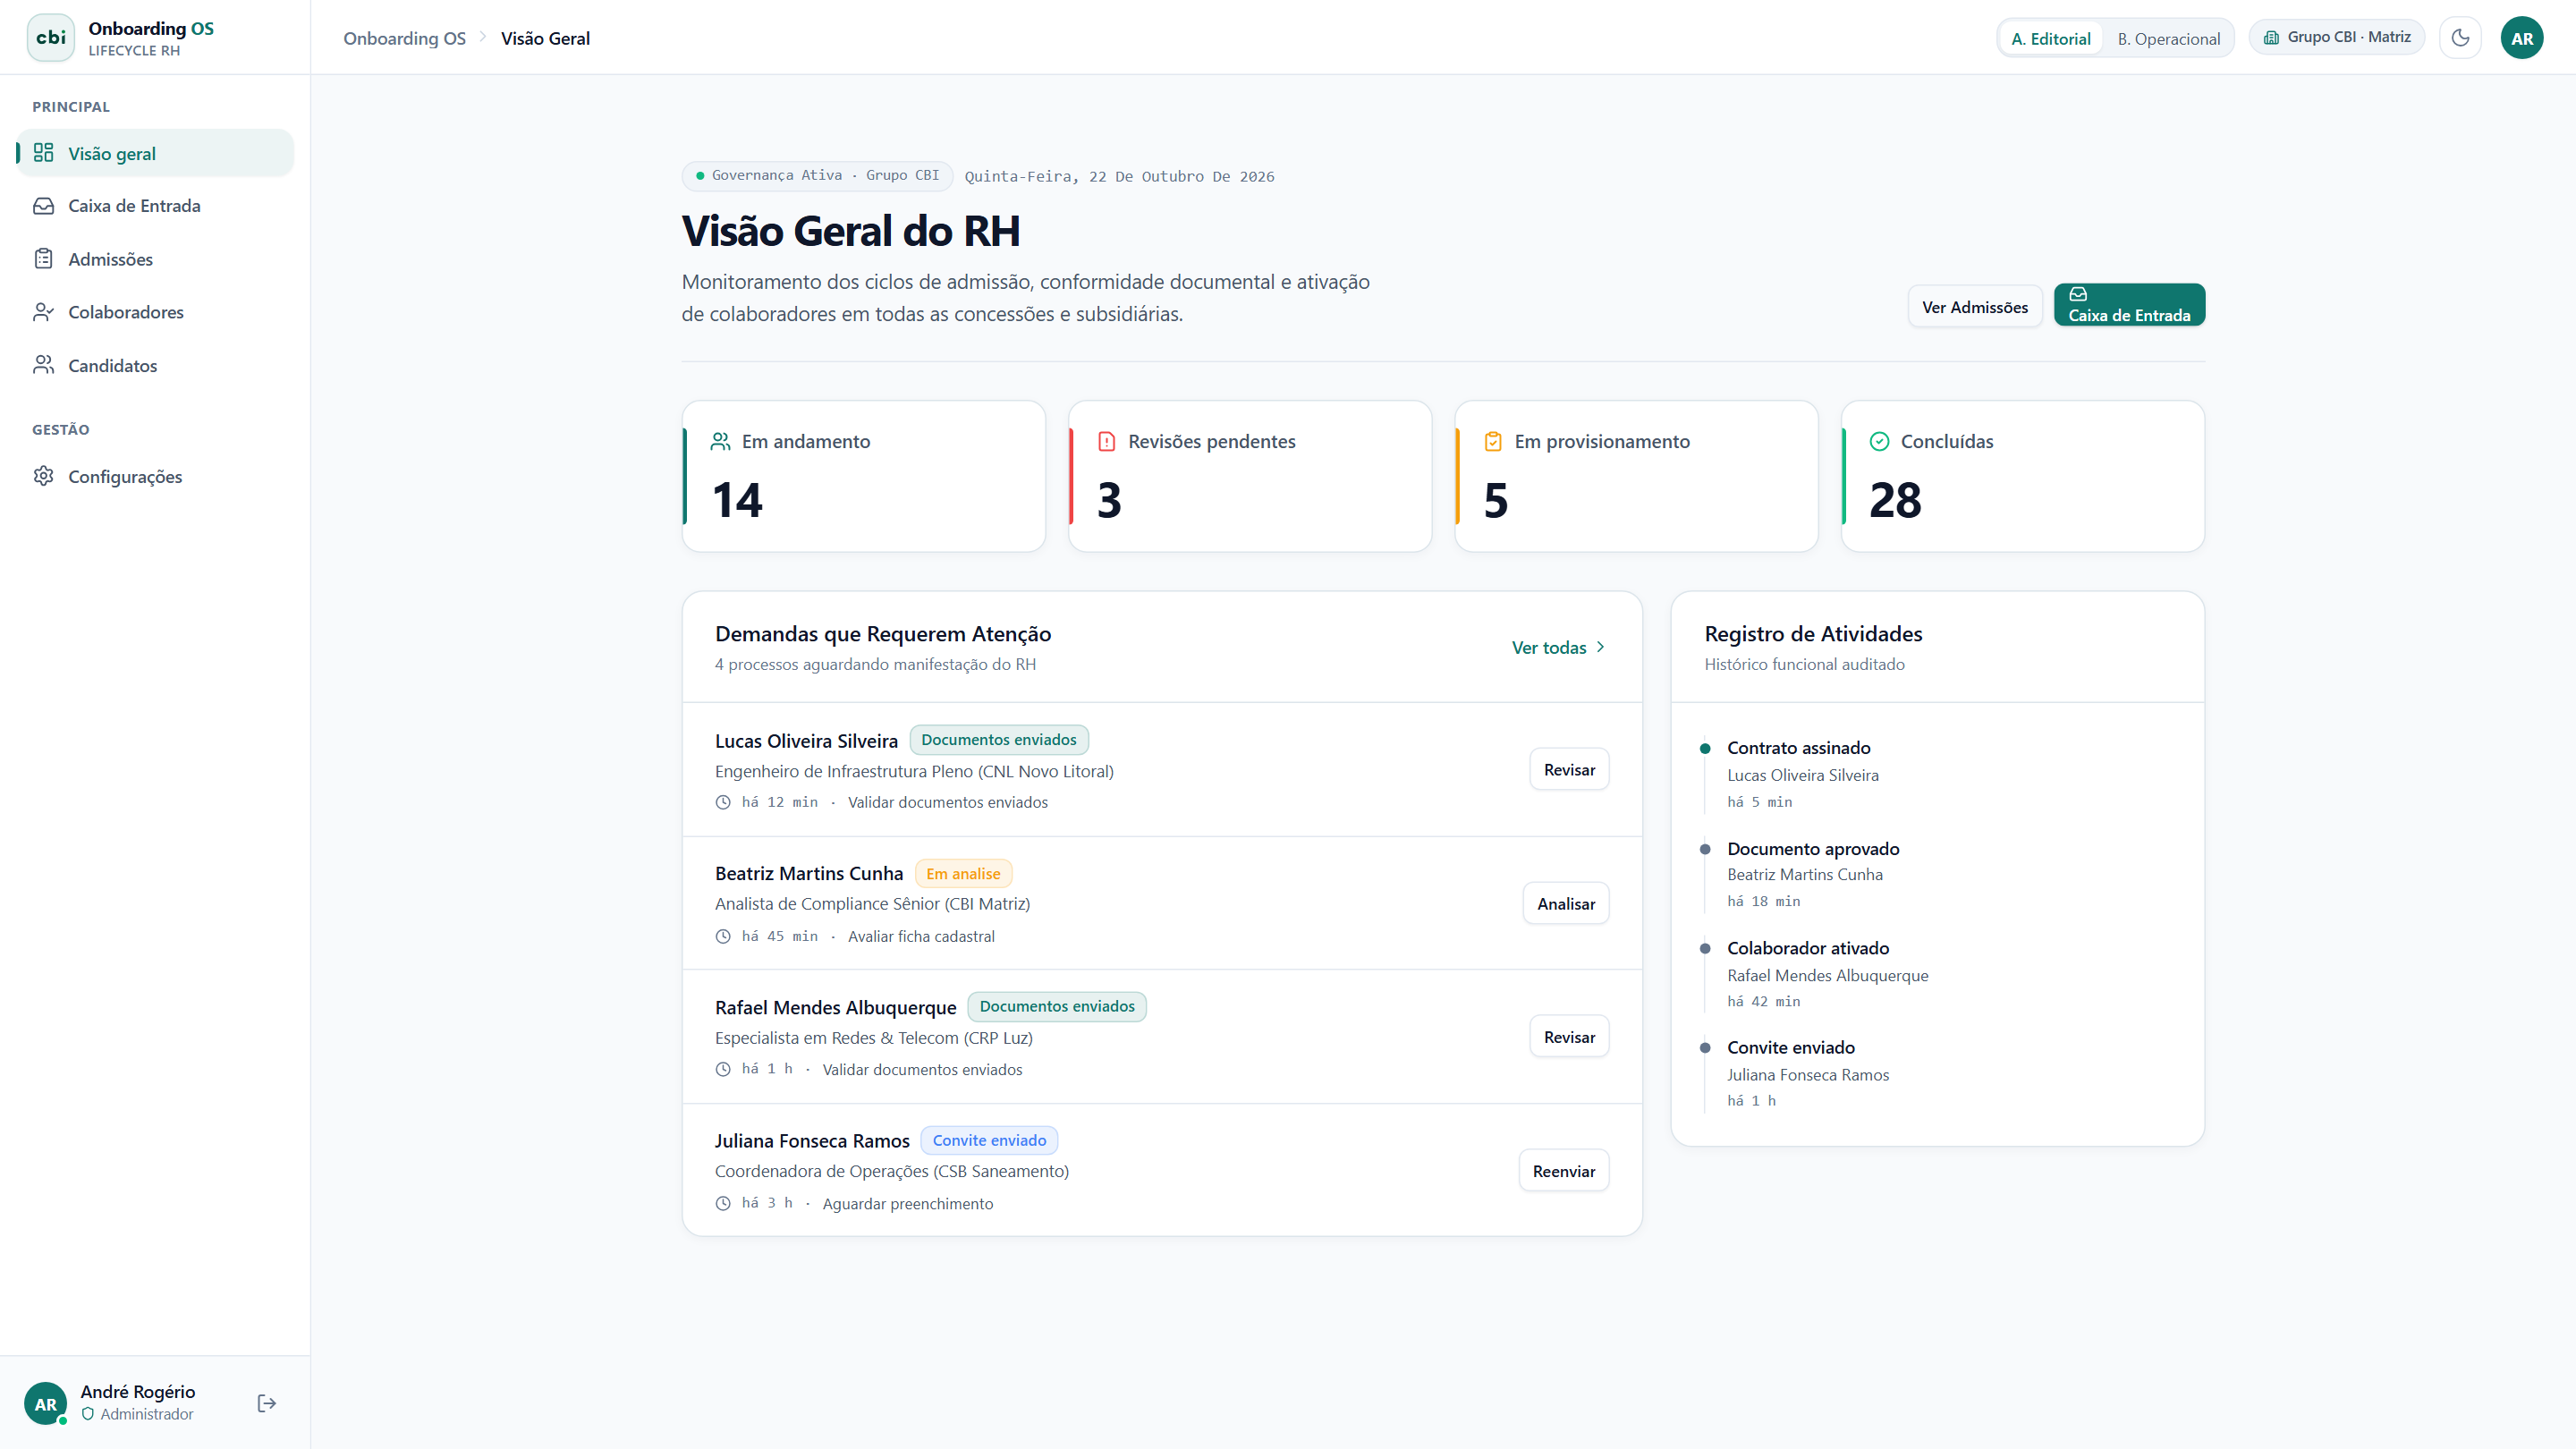 cbi
Onboarding OS
LIFECYCLE RH
Onboarding OS > Visão Geral
A. Editorial
B. Operacional
Grupo CBI · Matriz
AR
PRINCIPAL
Visão geral
Caixa de Entrada
Admissões
Colaboradores
Candidatos
GESTÃO
Configurações
Governança Ativa · Grupo CBI
Quinta-Feira, 22 De Outubro De 2026
Visão Geral do RH
Monitoramento dos ciclos de admissão, conformidade documental e ativação
de colaboradores em todas as concessões e subsidiárias.
Ver Admissões
Caixa de Entrada
Em andamento
14
Revisões pendentes
3
Em provisionamento
5
Concluídas
28
Demandas que Requerem Atenção
4 processos aguardando manifestação do RH
Ver todas
Lucas Oliveira Silveira
Documentos enviados
Engenheiro de Infraestrutura Pleno (CNL Novo Litoral)
há 12 min · Validar documentos enviados
Revisar
Beatriz Martins Cunha
Em analise
Analista de Compliance Sênior (CBI Matriz)
há 45 min · Avaliar ficha cadastral
Analisar
Rafael Mendes Albuquerque
Documentos enviados
Especialista em Redes & Telecom (CRP Luz)
há 1 h · Validar documentos enviados
Revisar
Juliana Fonseca Ramos
Convite enviado
Coordenadora de Operações (CSB Saneamento)
há 3 h · Aguardar preenchimento
Reenviar
Registro de Atividades
Histórico funcional auditado
Contrato assinado
Lucas Oliveira Silveira
há 5 min
Documento aprovado
Beatriz Martins Cunha
há 18 min
Colaborador ativado
Rafael Mendes Albuquerque
há 42 min
Convite enviado
Juliana Fonseca Ramos
há 1 h
AR
André Rogério
Administrador